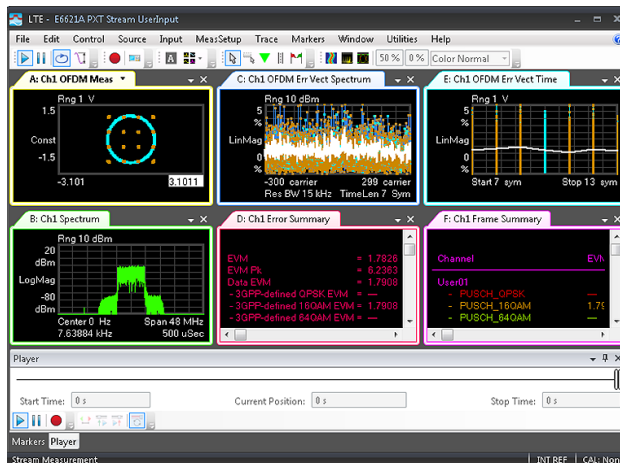 LTE - E6621A PXT Stream UserInput
File Edit Control Source Input MeasSetup Trace Markers Window Utilities Help
A 50 % 0 % Color Normal
A: Ch1 OFDM Meas
Rng 1 V
1.5
Const
-1.5
-3.101 3.1011
C: Ch1 OFDM Err Vect Spectrum
Rng 10 dBm
5
%
LinMag
0
%
-300 carrier 299 carrier
Res BW 15 kHz TimeLen 7 Sym
E: Ch1 OFDM Err Vect Time
Rng 1 V
5
%
LinMag
0
%
Start 7 sym Stop 13 sym
B: Ch1 Spectrum
Rng 10 dBm
20
dBm
LogMag
-80
dBm
Center 0 Hz Span 48 MHz
7.63884 kHz 500 uSec
D: Ch1 Error Summary
EVM = 1.7826
EVM Pk = 6.2383
Data EVM = 1.7908
- 3GPP-defined QPSK EVM = —
- 3GPP-defined 16QAM EVM = 1.7908
- 3GPP-defined 64QAM EVM = —
F: Ch1 Frame Summary
Channel EVM
User01
- PUSCH_QPSK —
- PUSCH_16QAM 1.79
- PUSCH_64QAM —
Player
Start Time: 0 s Current Position: 0 s Stop Time: 0 s
Markers Player
Stream Measurement INT REF CAL: Non